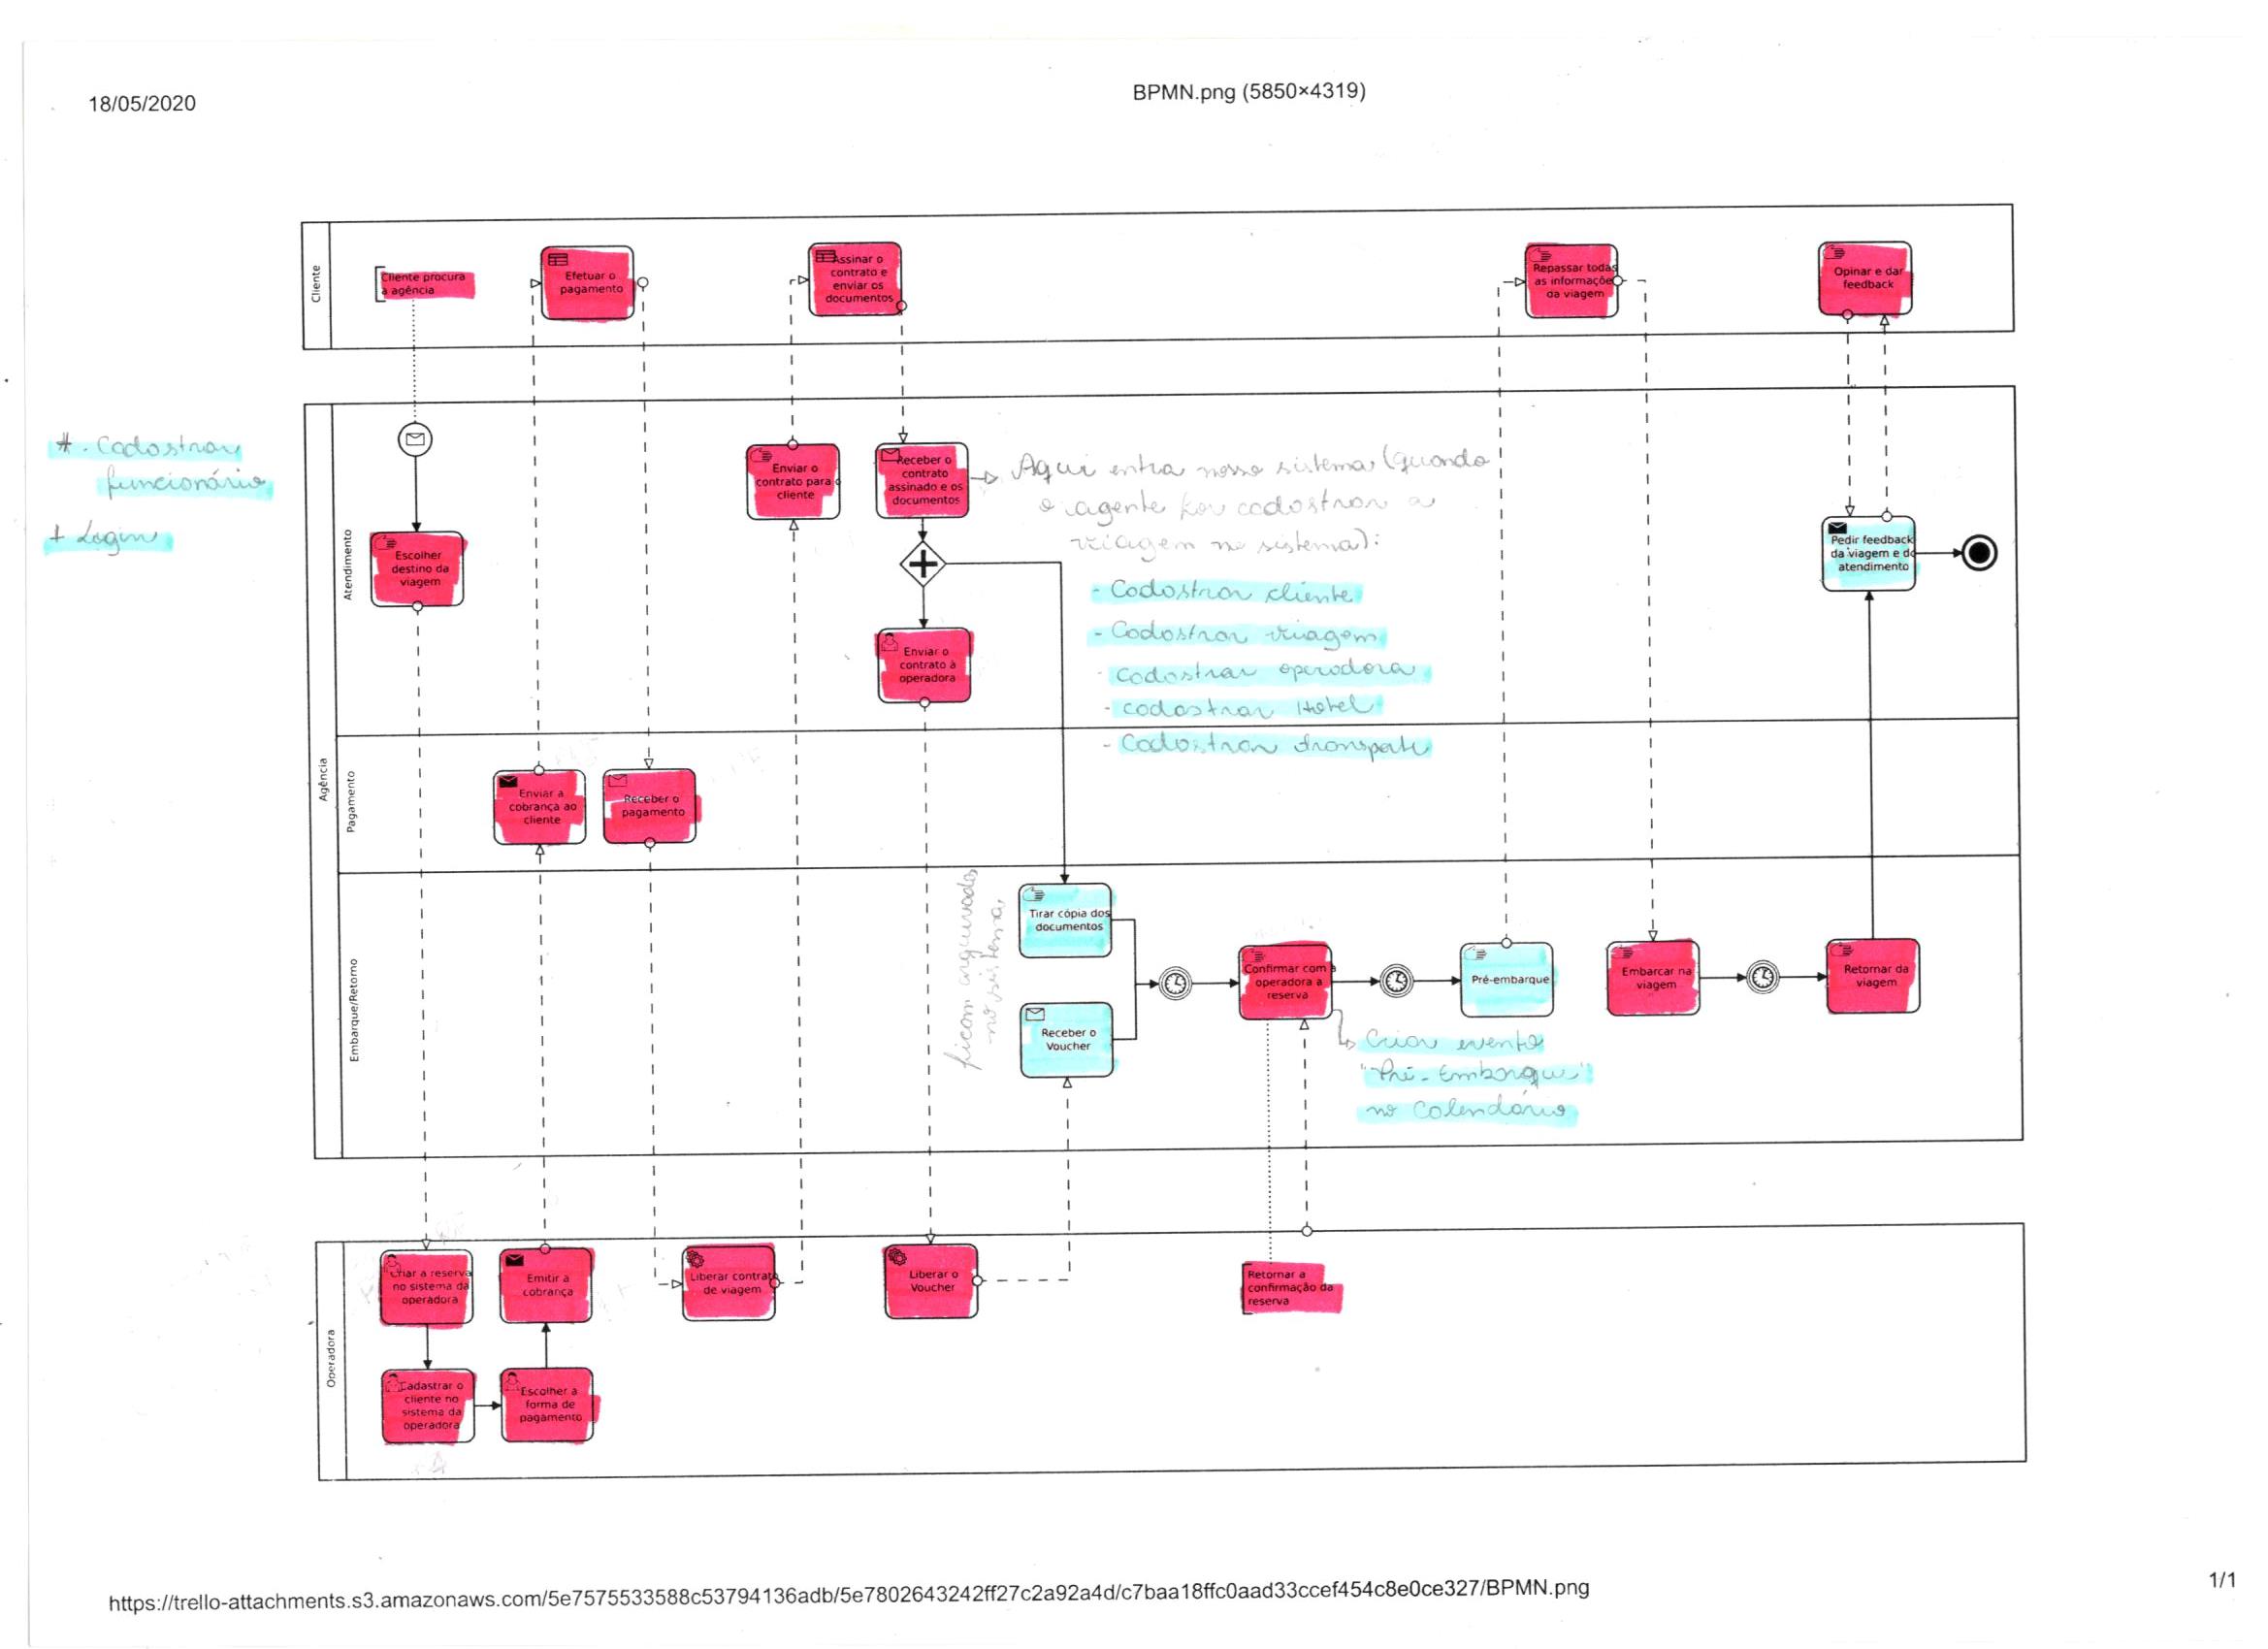 18/05/2020
BPMN.png (5850×4319)
Cliente
Cliente procura
a agência
Efetuar o
pagamento
Assinar o
contrato e
enviar os
documentos
Repassar todas
as informaçõe
da viagem
Opinar e dar
feedback
* - Cadastrar
funcionário
+ Login
Agência
Atendimento
Escolher
destino da
viagem
Enviar o
contrato para o
cliente
Receber o
contrato
assinado e os
documentos
Aqui entra nosso sistema (quando
o agente for cadastrar a
viagem no sistema):
- Cadastrar cliente
- Cadastrar viagem
- Cadastrar operadora
- cadastrar Hotel
- Cadastrar transporte
Enviar o
contrato à
operadora
Pedir feedback
da viagem e do
atendimento
Pagamento
Enviar a
cobrança ao
cliente
Receber o
pagamento
Embarque/Retorno
ficam arquivados
no sistema
Tirar cópia dos
documentos
Receber o
Voucher
Confirmar com a
operadora a
reserva
Pré-embarque
Embarcar na
viagem
Retornar da
viagem
Criar evento
"Pré-Embarque"
no Calendário
Operadora
Criar a reserva
no sistema da
operadora
Emitir a
cobrança
Liberar contrato
de viagem
Liberar o
Voucher
Retornar a
confirmação da
reserva
Cadastrar o
cliente no
sistema da
operadora
Escolher a
forma de
pagamento
https://trello-attachments.s3.amazonaws.com/5e7575533588c53794136adb/5e7802643242ff27c2a92a4d/c7baa18ffc0aad33ccef454c8e0ce327/BPMN.png
1/1